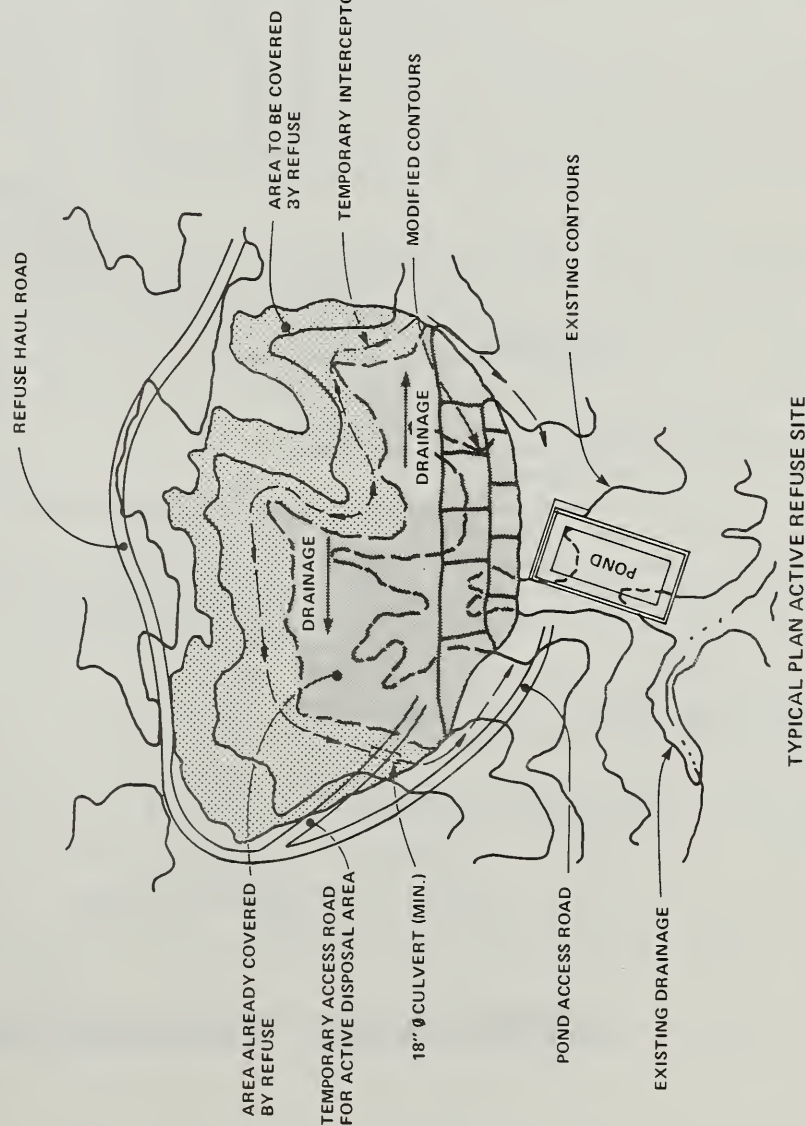 REFUSE HAUL ROAD
AREA TO BE COVERED
3Y REFUSE
TEMPORARY INTERCEPTO
MODIFIED CONTOURS
EXISTING CONTOURS
DRAINAGE
DRAINAGE
POND
AREA ALREADY COVERED
BY REFUSE
TEMPORARY ACCESS ROAD
FOR ACTIVE DISPOSAL AREA
18" Ø CULVERT (MIN.)
POND ACCESS ROAD
EXISTING DRAINAGE
TYPICAL PLAN ACTIVE REFUSE SITE